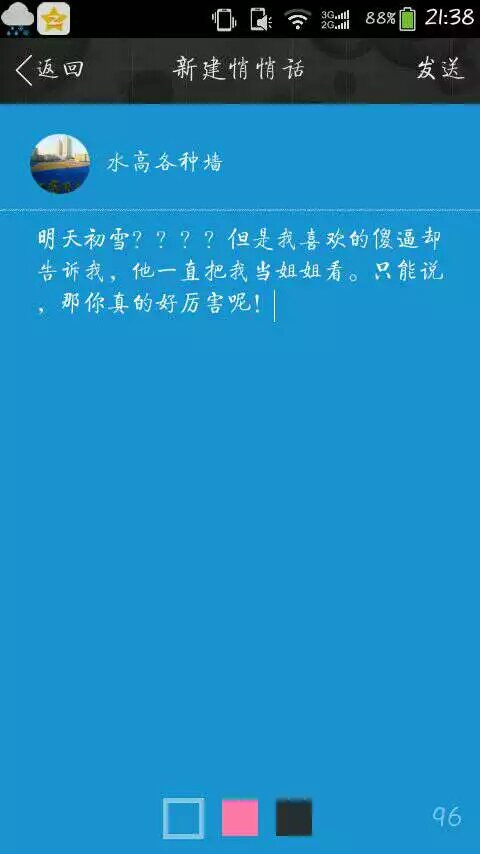 3G
2G
88% 21:38
返回 新建悄悄话 发送
水高各种墙
明天初雪？？？？但是我喜欢的傻逼却
告诉我，他一直把我当姐姐看。只能说
，那你真的好厉害呢！
96